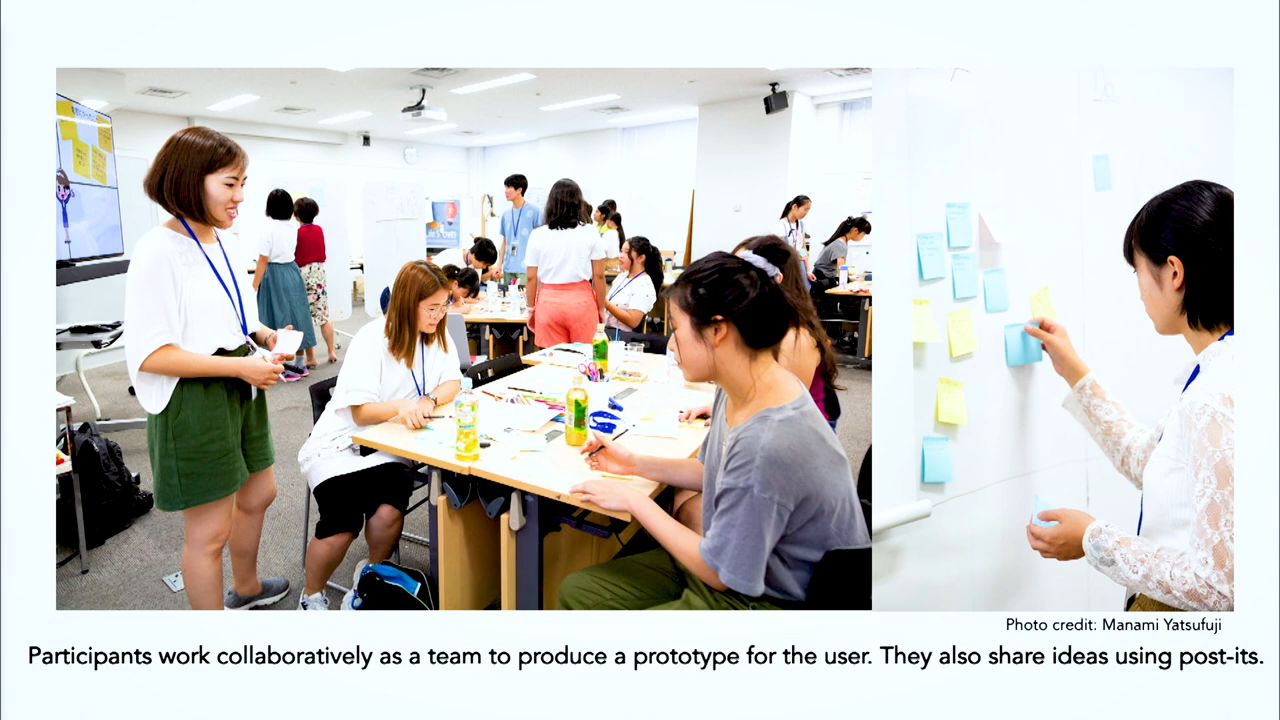 Photo credit: Manami Yatsufuji
Participants work collaboratively as a team to produce a prototype for the user. They also share ideas using post-its.